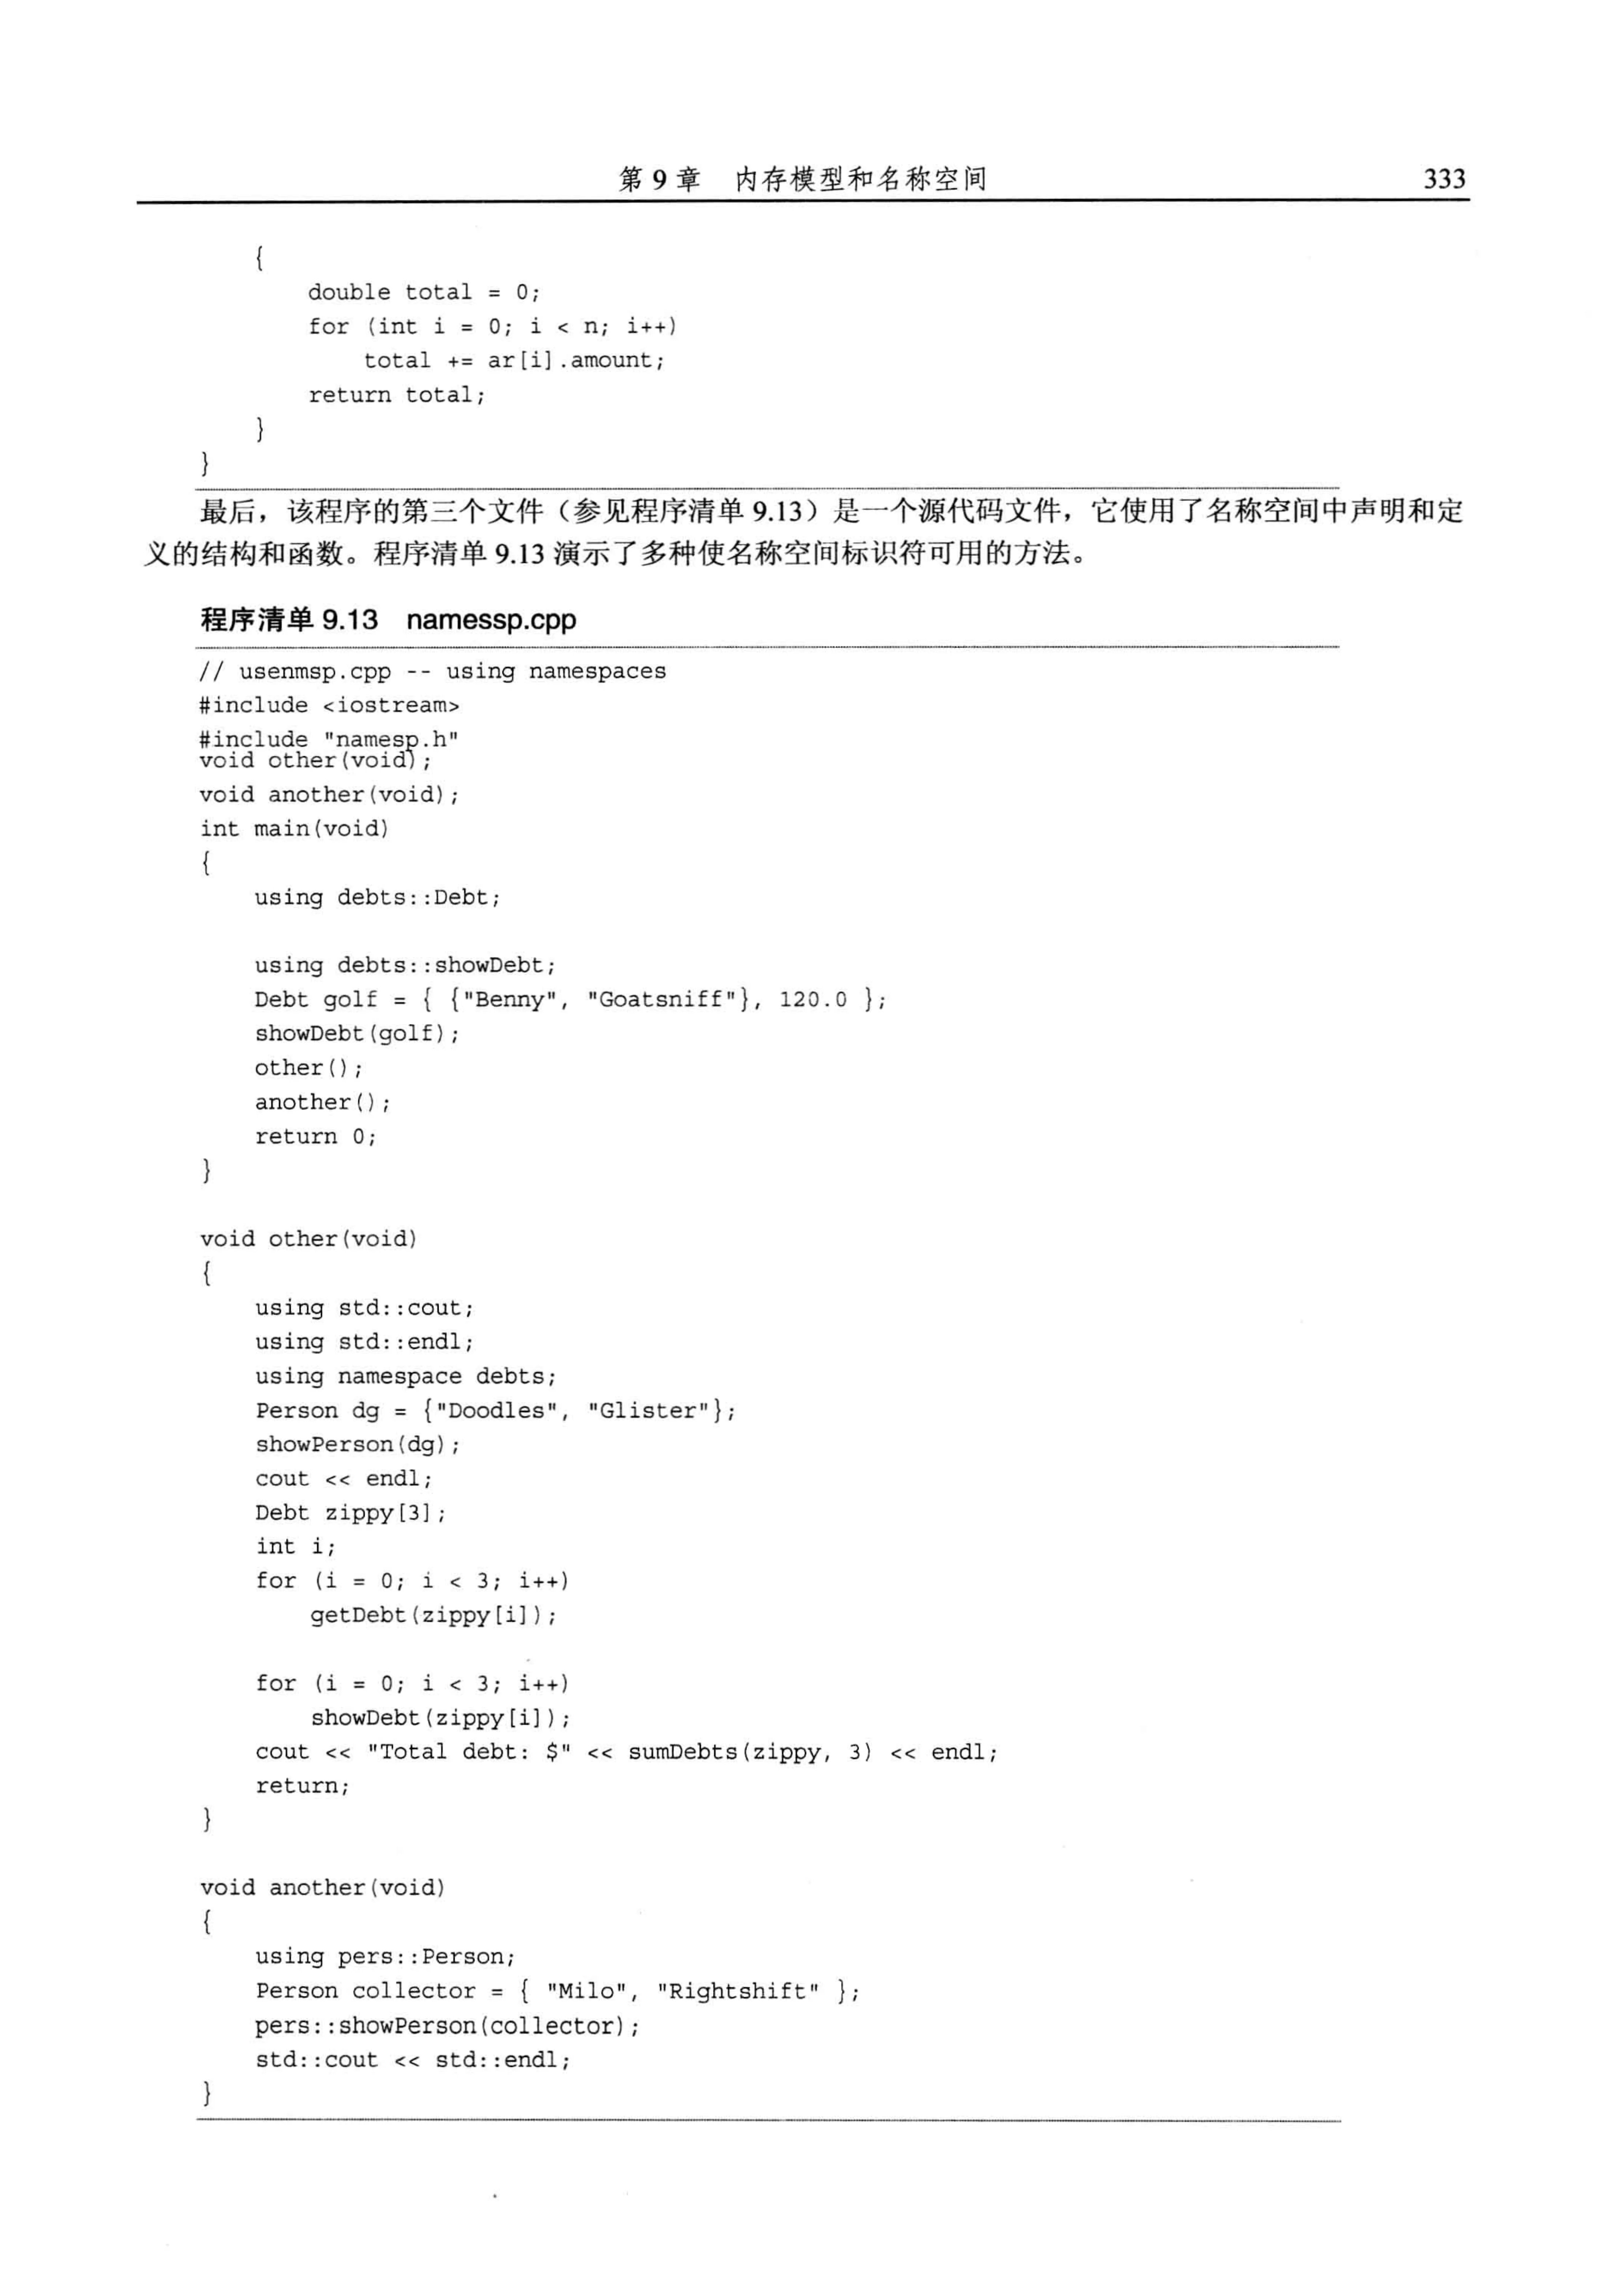 第 9 章 内存模型和名称空间 333
{
double total = 0;
for (int i = 0; i < n; i++)
total += ar[i].amount;
return total;
}
}
最后，该程序的第三个文件（参见程序清单 9.13）是一个源代码文件，它使用了名称空间中声明和定
义的结构和函数。程序清单 9.13 演示了多种使名称空间标识符可用的方法。
程序清单 9.13 namessp.cpp
// usenmsp.cpp -- using namespaces
#include <iostream>
#include "namesp.h"
void other(void);
void another(void);
int main(void)
{
using debts::Debt;
using debts::showDebt;
Debt golf = { {"Benny", "Goatsniff"}, 120.0 };
showDebt(golf);
other();
another();
return 0;
}
void other(void)
{
using std::cout;
using std::endl;
using namespace debts;
Person dg = {"Doodles", "Glister"};
showPerson(dg);
cout << endl;
Debt zippy[3];
int i;
for (i = 0; i < 3; i++)
getDebt(zippy[i]);
for (i = 0; i < 3; i++)
showDebt(zippy[i]);
cout << "Total debt: $" << sumDebts(zippy, 3) << endl;
return;
}
void another(void)
{
using pers::Person;
Person collector = { "Milo", "Rightshift" };
pers::showPerson(collector);
std::cout << std::endl;
}